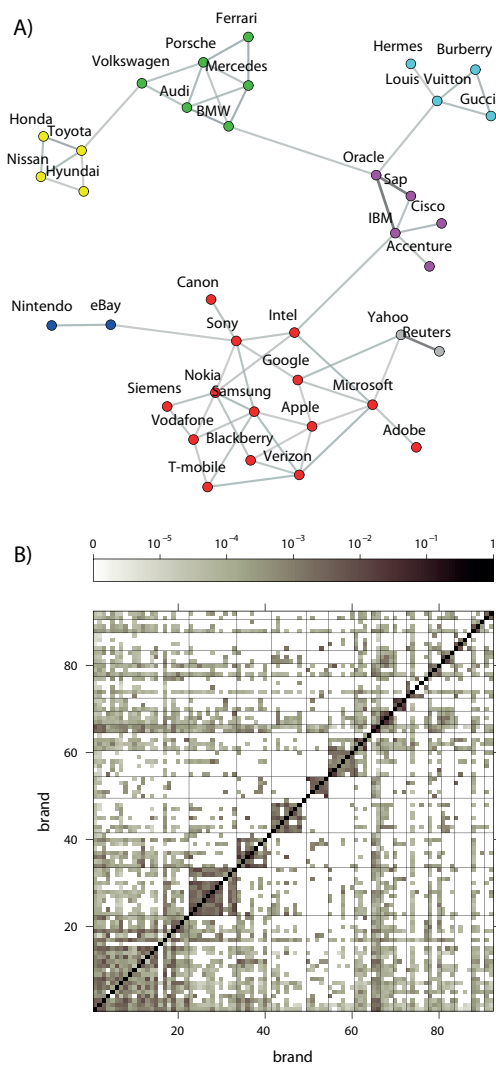 A)
Ferrari
Porsche
Mercedes
Volkswagen
Audi
BMW
Hermes
Burberry
Louis Vuitton
Gucci
Honda
Toyota
Nissan
Hyundai
Oracle
Sap
Cisco
IBM
Accenture
Canon
Nintendo
eBay
Sony
Intel
Yahoo
Reuters
Google
Nokia
Siemens
Samsung
Microsoft
Vodafone
Apple
Blackberry
Adobe
T-mobile
Verizon
B)
0 10⁻⁵ 10⁻⁴ 10⁻³ 10⁻² 10⁻¹ 1
80
60
brand
40
20
20 40 60 80
brand